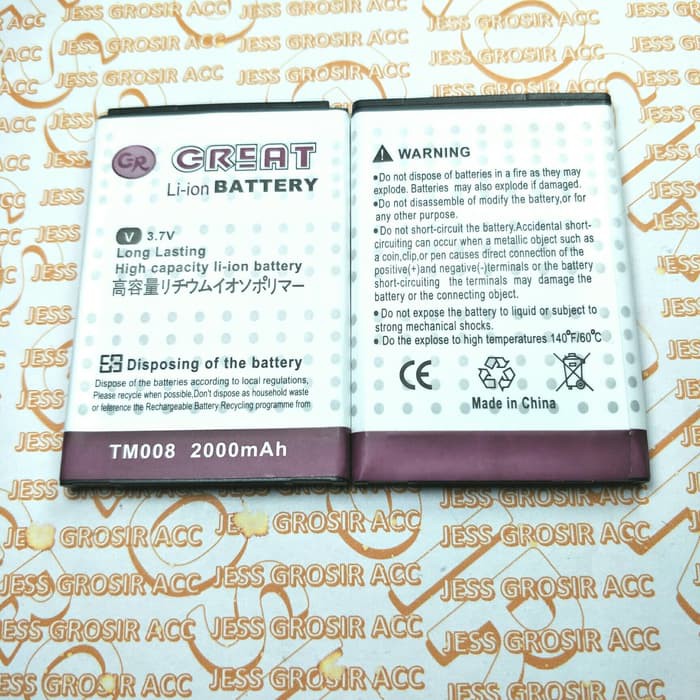 GR GREAT
Li-ion BATTERY
V 3.7V
Long Lasting
High capacity li-ion battery
高容量リチウムイオンポリマー
Disposing of the battery
Dispose of the batteries according to local regulations,
Please recycle when possible,Don't dispose as household waste
or leference the Rechargeable Battery Recycling programme from
TM008 2000mAh
WARNING
•Do not dispose of batteries in a fire as they may
explode. Batteries may also explode if damaged.
•Do not disassemble of modify the battery,or for
any other purpose.
•Do not short-circuit the battery.Accidental short-
circuiting can occur when a metallic object such as
a coin,clip,or pen causes direct connection of the
positive(+)and negative(-)terminals or the battery
short-circuiting the terminals may damage the
battery or the connecting object.
•Do not expose the battery to liquid or subject to
strong mechanical shocks.
•Do the explose to high temperatures 140°F/60°C
CE
Made in China
JESS GROSIR ACC